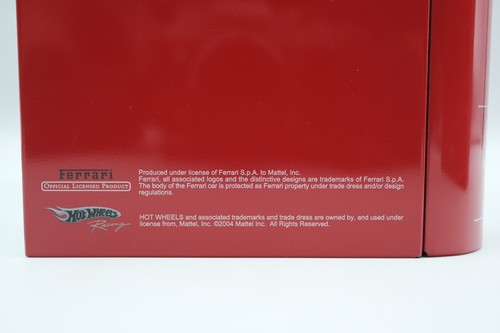 Ferrari
OFFICIAL LICENSED PRODUCT
Produced under license of Ferrari S.p.A. to Mattel, Inc.
Ferrari, all associated logos and the distinctive designs are trademarks of Ferrari S.p.A.
The body of the Ferrari car is protected as Ferrari property under trade dress and/or design
regulations.
HOT WHEELS
Racing
HOT WHEELS and associated trademarks and trade dress are owned by, and used under
license from, Mattel, Inc. ©2004 Mattel Inc. All Rights Reserved.